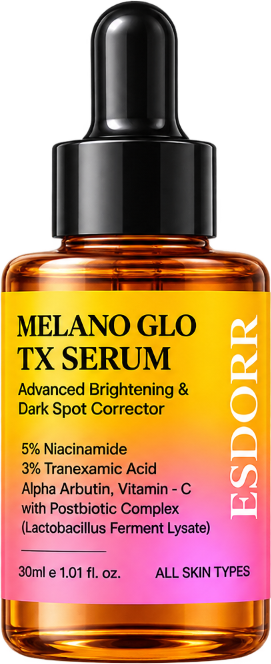 MELANO GLO
TX SERUM
Advanced Brightening &
Dark Spot Corrector
5% Niacinamide
3% Tranexamic Acid
Alpha Arbutin, Vitamin - C
with Postbiotic Complex
(Lactobacillus Ferment Lysate)
30ml e 1.01 fl. oz.
ALL SKIN TYPES
ESDORR